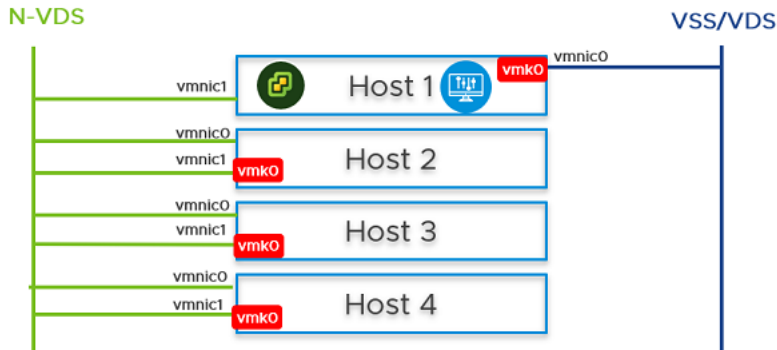 N-VDS
VSS/VDS
vmnic0
vmnic1
Host 1
vmk0
vmnic0
vmnic1
vmk0
Host 2
vmnic0
vmnic1
vmk0
Host 3
vmnic0
vmnic1
vmk0
Host 4